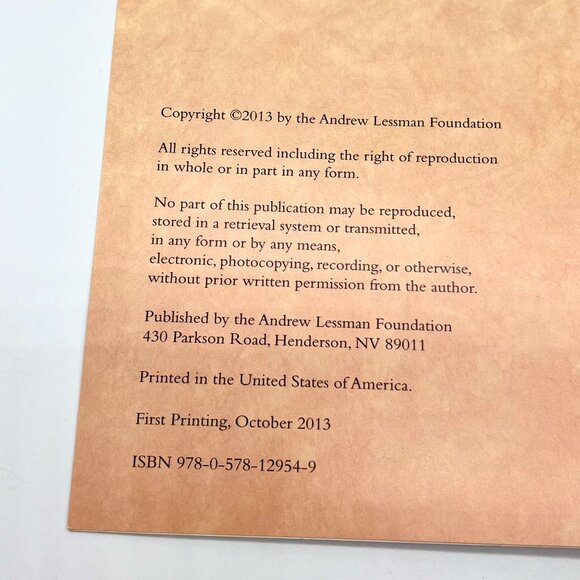 Copyright ©2013 by the Andrew Lessman Foundation
All rights reserved including the right of reproduction
in whole or in part in any form.
No part of this publication may be reproduced,
stored in a retrieval system or transmitted,
in any form or by any means,
electronic, photocopying, recording, or otherwise,
without prior written permission from the author.
Published by the Andrew Lessman Foundation
430 Parkson Road, Henderson, NV 89011
Printed in the United States of America.
First Printing, October 2013
ISBN 978-0-578-12954-9